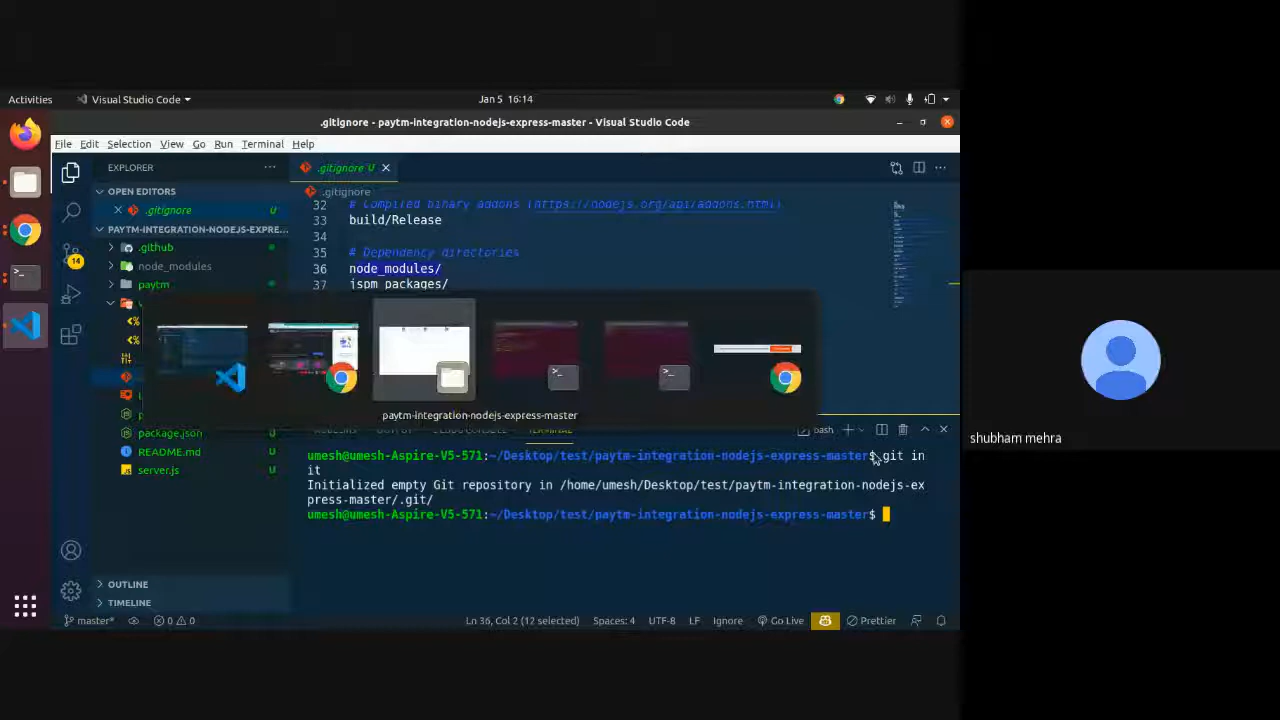 Activities
Visual Studio Code
Jan 5 16:14
.gitignore - paytm-integration-nodejs-express-master - Visual Studio Code
File Edit Selection View Go Run Terminal Help
EXPLORER
.gitignore U
OPEN EDITORS
.gitignore
.gitignore U
32 # Compiled binary addons (https://nodejs.org/api/addons.html)
PAYTM-INTEGRATION-NODEJS-EXPRE...
33 build/Release
.github
34
node_modules
35 # Dependency directories
paytm
36 node_modules/
37 jspm_packages/
14
paytm-integration-nodejs-express-master
package.json U
TERMINAL
bash
README.md U
server.js U
umesh@umesh-Aspire-V5-571:~/Desktop/test/paytm-integration-nodejs-express-master$ git in
it
Initialized empty Git repository in /home/umesh/Desktop/test/paytm-integration-nodejs-ex
press-master/.git/
umesh@umesh-Aspire-V5-571:~/Desktop/test/paytm-integration-nodejs-express-master$
OUTLINE
TIMELINE
master* 0 0
Ln 36, Col 2 (12 selected) Spaces: 4 UTF-8 LF Ignore Go Live Prettier
shubham mehra